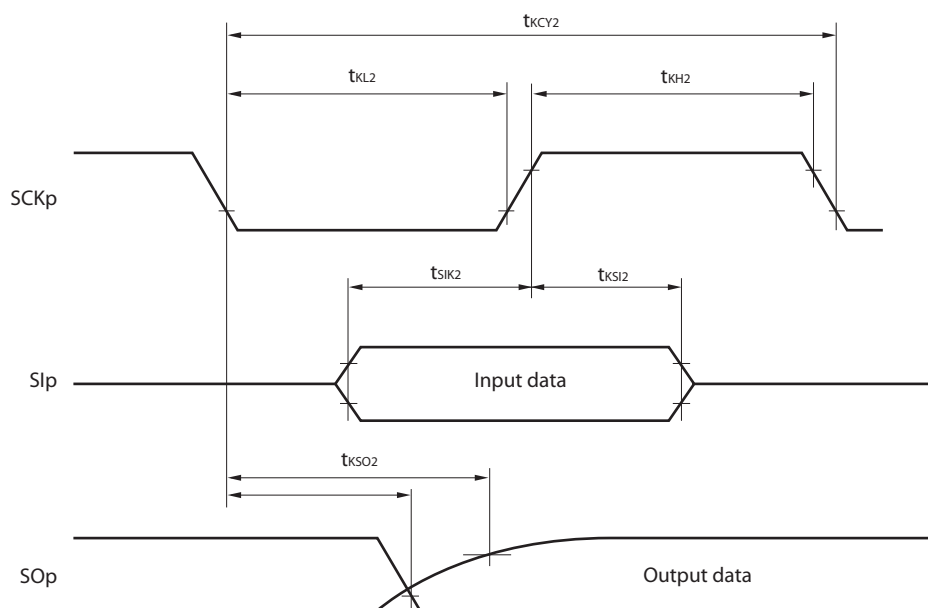 tKCY2
tKL2
tKH2
SCKp
tSIK2
tKSI2
SIp
Input data
tKSO2
SOp
Output data